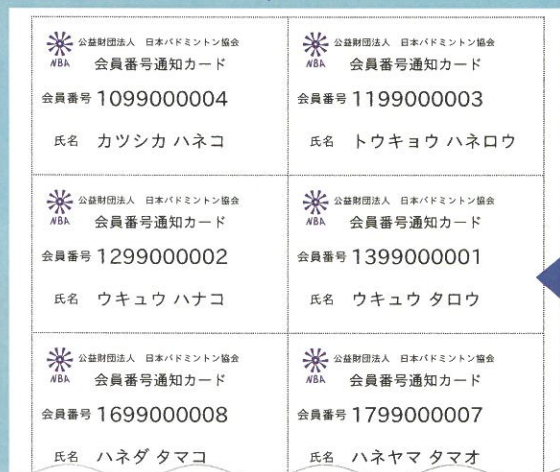 NBA 公益財団法人 日本バドミントン協会
会員番号通知カード
会員番号 1099000004
氏名 カツシカ ハネコ
NBA 公益財団法人 日本バドミントン協会
会員番号通知カード
会員番号 1199000003
氏名 トウキョウ ハネロウ
NBA 公益財団法人 日本バドミントン協会
会員番号通知カード
会員番号 1299000002
氏名 ウキュウ ハナコ
NBA 公益財団法人 日本バドミントン協会
会員番号通知カード
会員番号 1399000001
氏名 ウキュウ タロウ
NBA 公益財団法人 日本バドミントン協会
会員番号通知カード
会員番号 1699000008
氏名 ハネダ タマコ
NBA 公益財団法人 日本バドミントン協会
会員番号通知カード
会員番号 1799000007
氏名 ハネヤマ タマオ